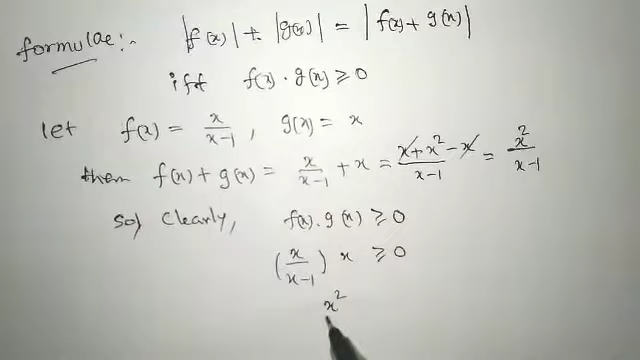 formulae:- |f(x)| + |g(x)| = |f(x) + g(x)|
iff f(x) · g(x) ≥ 0
let f(x) = x/(x-1), g(x) = x
then f(x) + g(x) = x/(x-1) + x = (x + x² - x)/(x-1) = x²/(x-1)
so, clearly, f(x) · g(x) ≥ 0
(x/(x-1)) x ≥ 0
x²